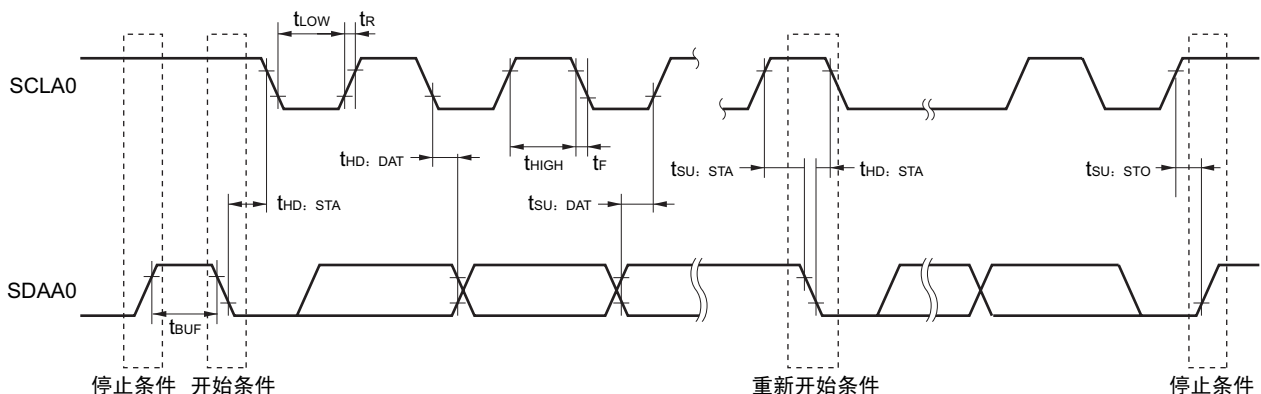 tLOW tR
SCLA0
tHD: DAT tHIGH tF tSU: STA tHD: STA tSU: STO
tHD: STA tSU: DAT
SDAA0
tBUF
停止条件 开始条件 重新开始条件 停止条件